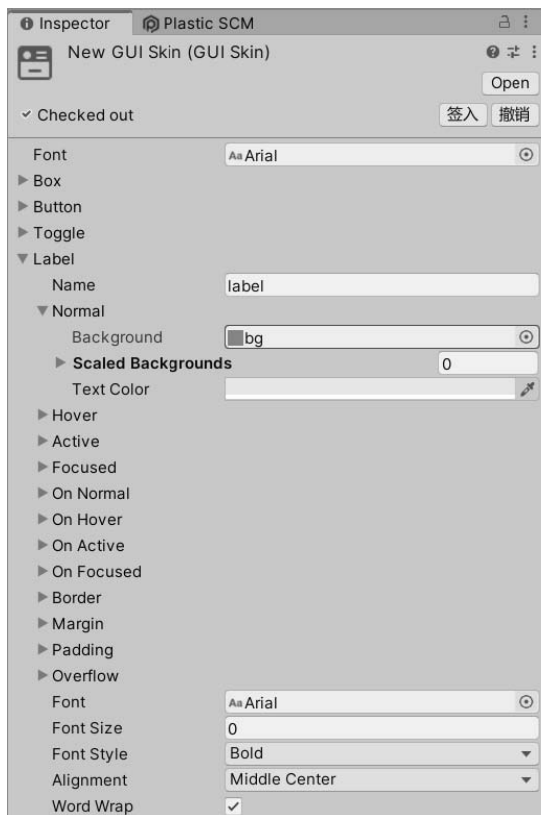 Inspector Plastic SCM
New GUI Skin (GUI Skin)
Open
Checked out 签入 撤销
Font Aa Arial
Box
Button
Toggle
Label
Name label
Normal
Background bg
Scaled Backgrounds 0
Text Color
Hover
Active
Focused
On Normal
On Hover
On Active
On Focused
Border
Margin
Padding
Overflow
Font Aa Arial
Font Size 0
Font Style Bold
Alignment Middle Center
Word Wrap